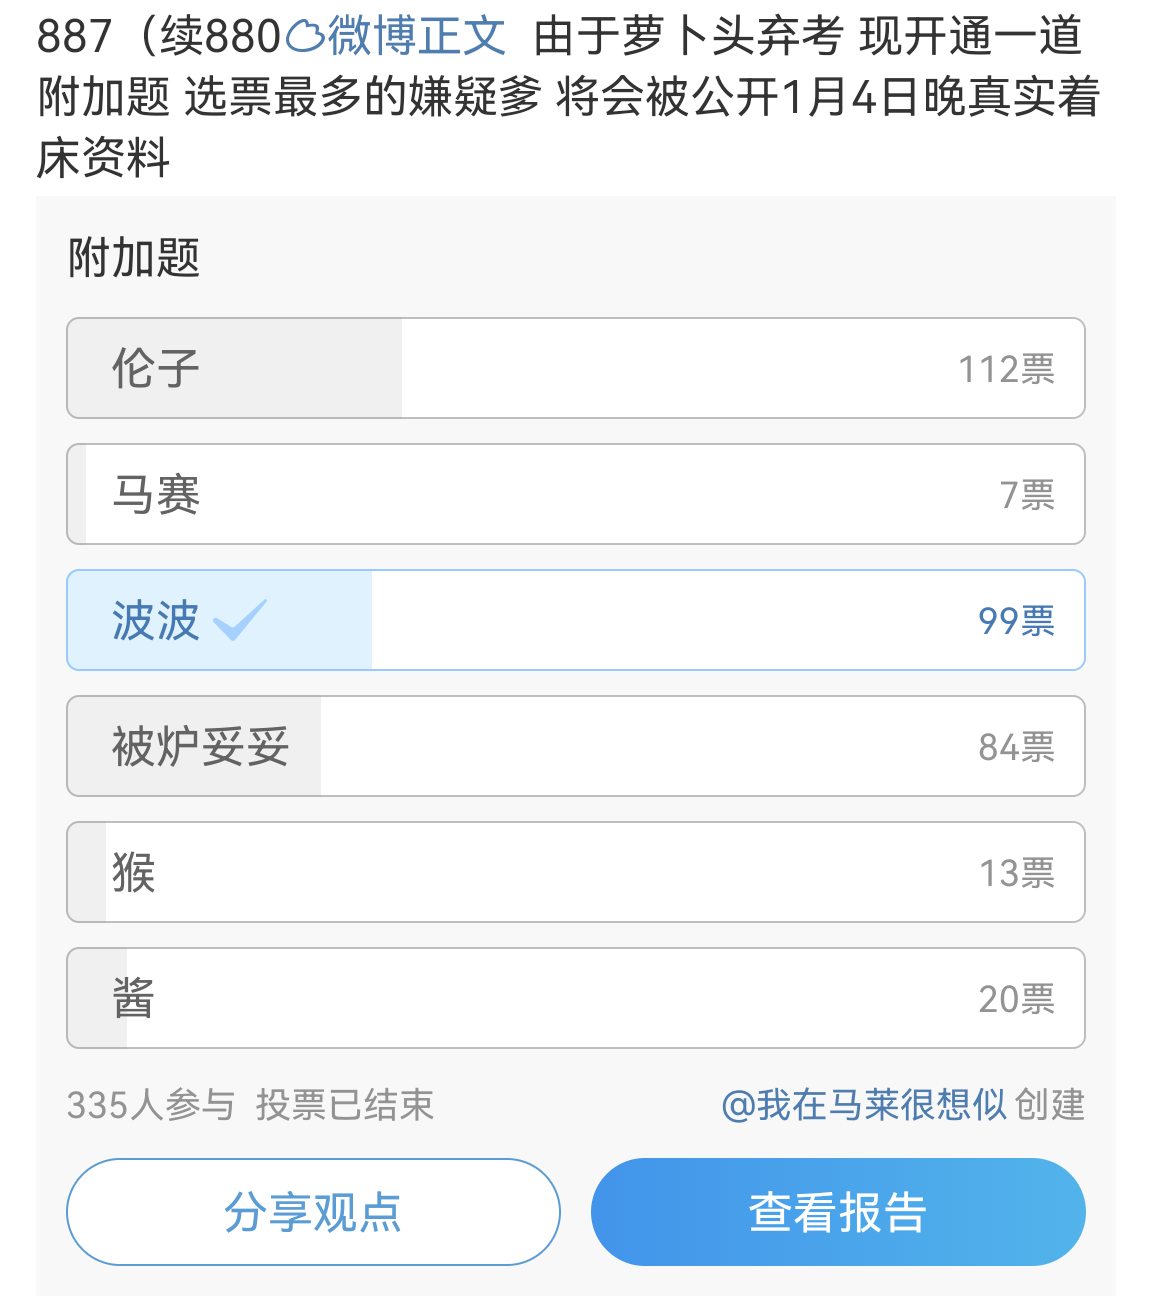 887（续880微博正文 由于萝卜头弃考 现开通一道
附加题 选票最多的嫌疑爹 将会被公开1月4日晚真实着
床资料
附加题
伦子 112票
马赛 7票
波波 99票
被炉妥妥 84票
猴 13票
酱 20票
335人参与 投票已结束 @我在马莱很想似 创建
分享观点 查看报告